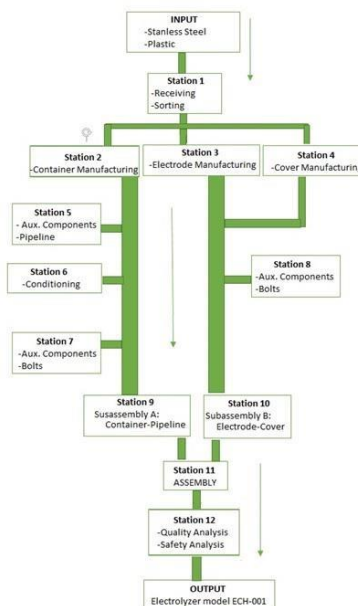 INPUT
-Stanless Steel
-Plastic
Station 1
-Receiving
-Sorting
Station 2
-Container Manufacturing
Station 3
-Electrode Manufacturing
Station 4
-Cover Manufacturing
Station 5
- Aux. Components
-Pipeline
Station 6
-Conditioning
Station 7
-Aux. Components
-Bolts
Station 8
-Aux. Components
-Bolts
Station 9
Susassembly A:
Container-Pipeline
Station 10
Subassembly B:
Electrode-Cover
Station 11
ASSEMBLY
Station 12
-Quality Analysis
-Safety Analysis
OUTPUT
Electrolyzer model ECH-001